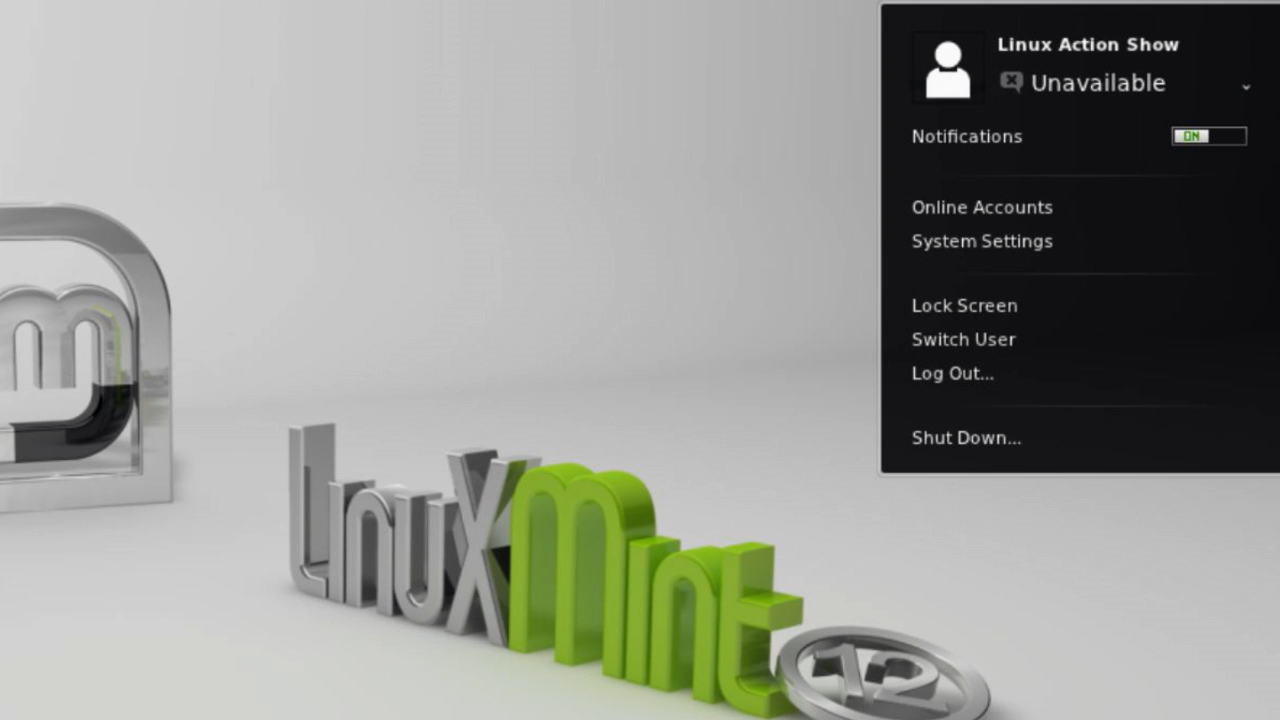 Linux Action Show
Unavailable
Notifications
ON
Online Accounts
System Settings
Lock Screen
Switch User
Log Out...
Shut Down...
m
LinuxMint
12